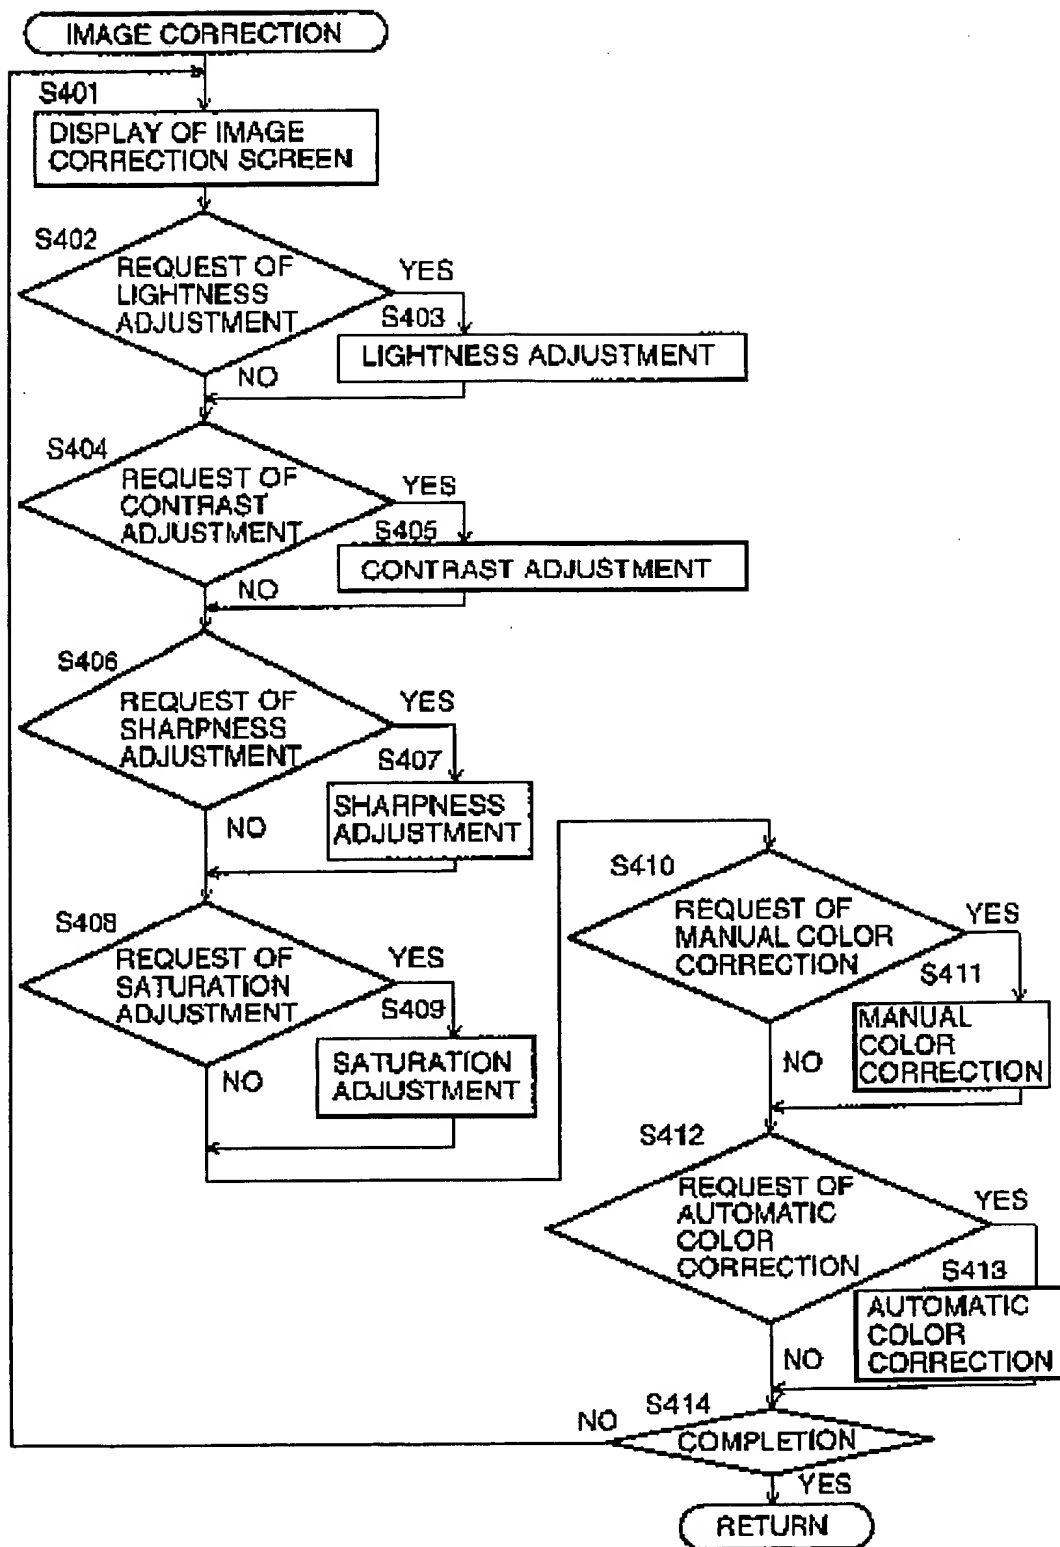 IMAGE CORRECTION
S401
DISPLAY OF IMAGE
CORRECTION SCREEN
S402
REQUEST OF
LIGHTNESS
ADJUSTMENT
YES
S403
LIGHTNESS ADJUSTMENT
NO
S404
REQUEST OF
CONTRAST
ADJUSTMENT
YES
S405
CONTRAST ADJUSTMENT
NO
S406
REQUEST OF
SHARPNESS
ADJUSTMENT
YES
S407
SHARPNESS
ADJUSTMENT
NO
S408
REQUEST OF
SATURATION
ADJUSTMENT
YES
S409
SATURATION
ADJUSTMENT
NO
S410
REQUEST OF
MANUAL COLOR
CORRECTION
YES
S411
MANUAL
COLOR
CORRECTION
NO
S412
REQUEST OF
AUTOMATIC
COLOR
CORRECTION
YES
S413
AUTOMATIC
COLOR
CORRECTION
NO
S414
COMPLETION
NO
YES
RETURN